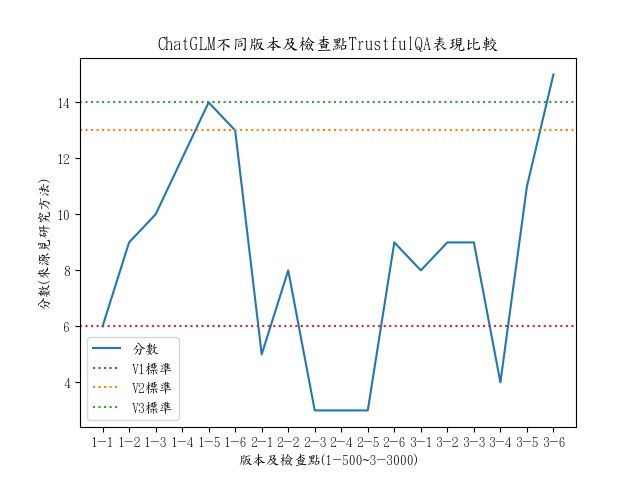 ChatGLM不同版本及檢查點TrustfulQA表現比較
分數(來源見研究方法)
14
12
10
8
6
4
分數
V1標準
V2標準
V3標準
1-1 1-2 1-3 1-4 1-5 1-6 2-1 2-2 2-3 2-4 2-5 2-6 3-1 3-2 3-3 3-4 3-5 3-6
版本及檢查點(1-500~3-3000)